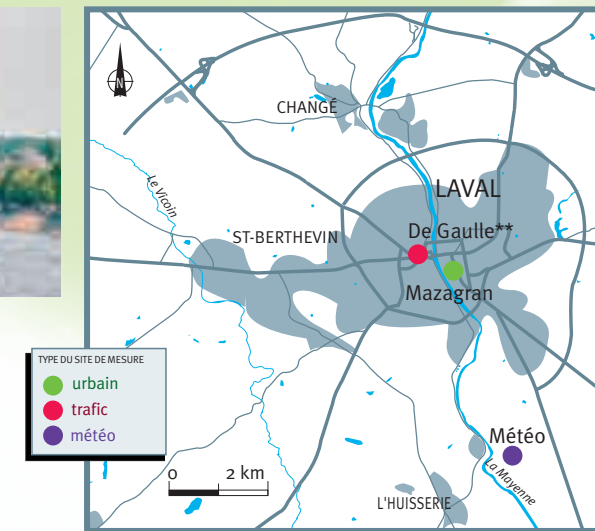 N
CHANGÉ
Le Vicoin
LAVAL
ST-BERTHEVIN
De Gaulle**
Mazagran
TYPE DU SITE DE MESURE
urbain
trafic
météo
Météo
0 2 km
La Mayenne
L'HUISSERIE